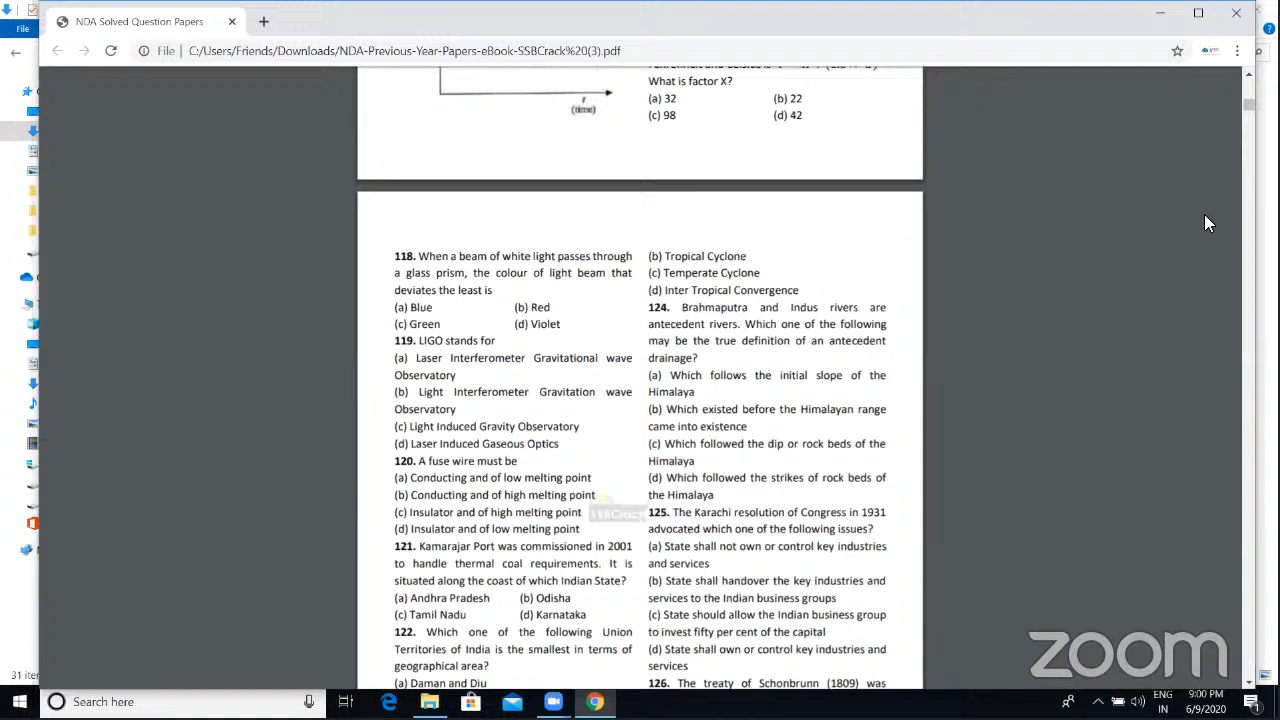 NDA Solved Question Papers
File
File | C:/Users/Friends/Downloads/NDA-Previous-Year-Papers-eBook-SSBCrack%20(3).pdf
t
(time)
What is factor X?
(a) 32 (b) 22
(c) 98 (d) 42
118. When a beam of white light passes through
a glass prism, the colour of light beam that
deviates the least is
(a) Blue (b) Red
(c) Green (d) Violet
119. LIGO stands for
(a) Laser Interferometer Gravitational wave
Observatory
(b) Light Interferometer Gravitation wave
Observatory
(c) Light Induced Gravity Observatory
(d) Laser Induced Gaseous Optics
120. A fuse wire must be
(a) Conducting and of low melting point
(b) Conducting and of high melting point
(c) Insulator and of high melting point
(d) Insulator and of low melting point
121. Kamarajar Port was commissioned in 2001
to handle thermal coal requirements. It is
situated along the coast of which Indian State?
(a) Andhra Pradesh (b) Odisha
(c) Tamil Nadu (d) Karnataka
122. Which one of the following Union
Territories of India is the smallest in terms of
geographical area?
(a) Daman and Diu
(b) Tropical Cyclone
(c) Temperate Cyclone
(d) Inter Tropical Convergence
124. Brahmaputra and Indus rivers are
antecedent rivers. Which one of the following
may be the true definition of an antecedent
drainage?
(a) Which follows the initial slope of the
Himalaya
(b) Which existed before the Himalayan range
came into existence
(c) Which followed the dip or rock beds of the
Himalaya
(d) Which followed the strikes of rock beds of
the Himalaya
125. The Karachi resolution of Congress in 1931
advocated which one of the following issues?
(a) State shall not own or control key industries
and services
(b) State shall handover the key industries and
services to the Indian business groups
(c) State should allow the Indian business group
to invest fifty per cent of the capital
(d) State shall own or control key industries and
services
126. The treaty of Schonbrunn (1809) was
SSBCrack
zoom
31 iter
Search here
ENG
IN
9:00 PM
6/9/2020